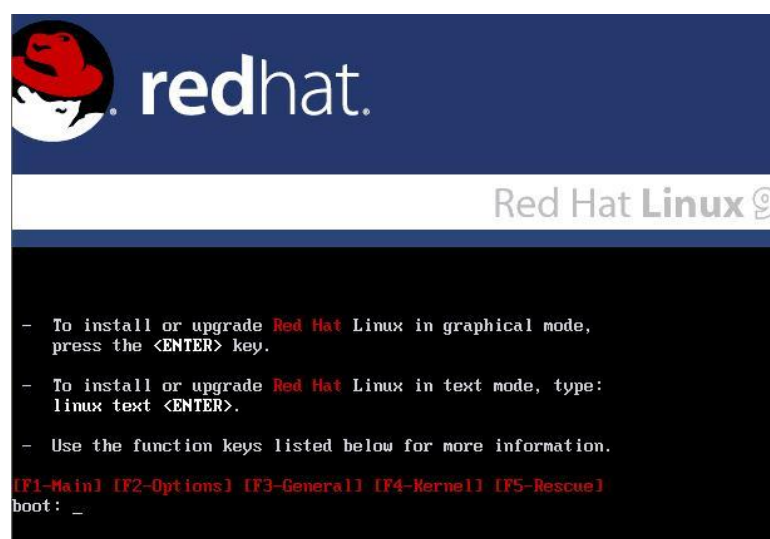 redhat.
Red Hat Linux 9
- To install or upgrade Red Hat Linux in graphical mode,
press the <ENTER> key.
- To install or upgrade Red Hat Linux in text mode, type:
linux text <ENTER>.
- Use the function keys listed below for more information.
[F1-Main] [F2-Options] [F3-General] [F4-Kernel] [F5-Rescue]
boot: _